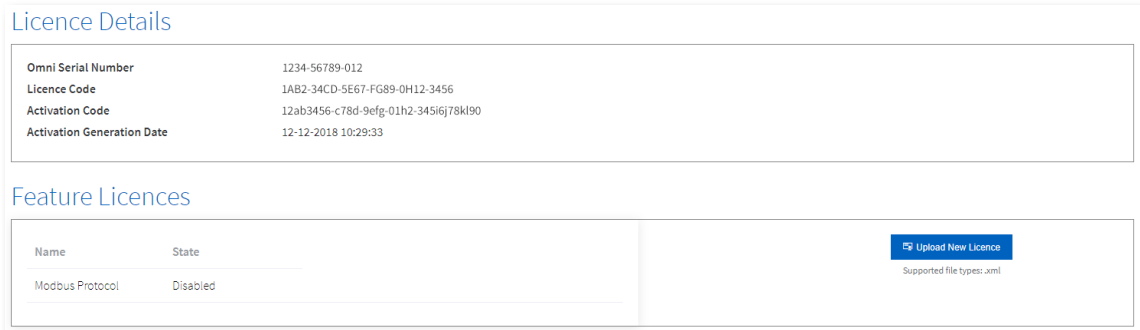 Licence Details
Omni Serial Number 1234-56789-012
Licence Code 1AB2-34CD-5E67-FG89-0H12-3456
Activation Code 12ab3456-c78d-9efg-01h2-345i6j78kl90
Activation Generation Date 12-12-2018 10:29:33
Feature Licences
Name State
Modbus Protocol Disabled
Upload New Licence
Supported file types: .xml